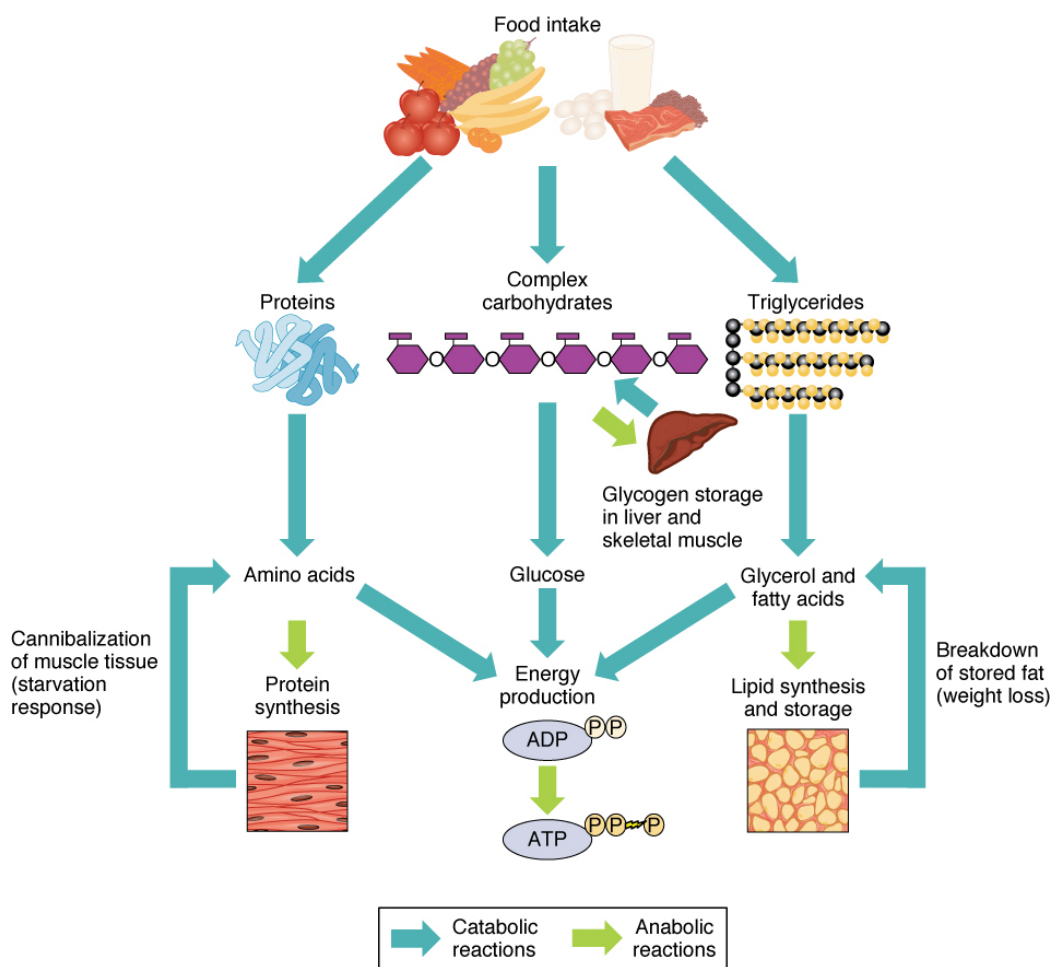 Food intake
Proteins
Complex
carbohydrates
Triglycerides
O O O O O
Glycogen storage
in liver and
skeletal muscle
Amino acids
Glucose
Glycerol and
fatty acids
Cannibalization
of muscle tissue
(starvation
response)
Protein
synthesis
Energy
production
Lipid synthesis
and storage
Breakdown
of stored fat
(weight loss)
ADP P P
ATP P P P
Catabolic
reactions
Anabolic
reactions